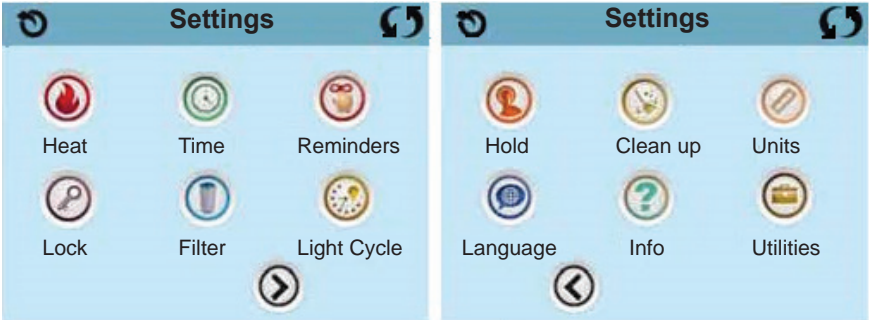 Settings
Heat Time Reminders
Lock Filter Light Cycle
Settings
Hold Clean up Units
Language Info Utilities